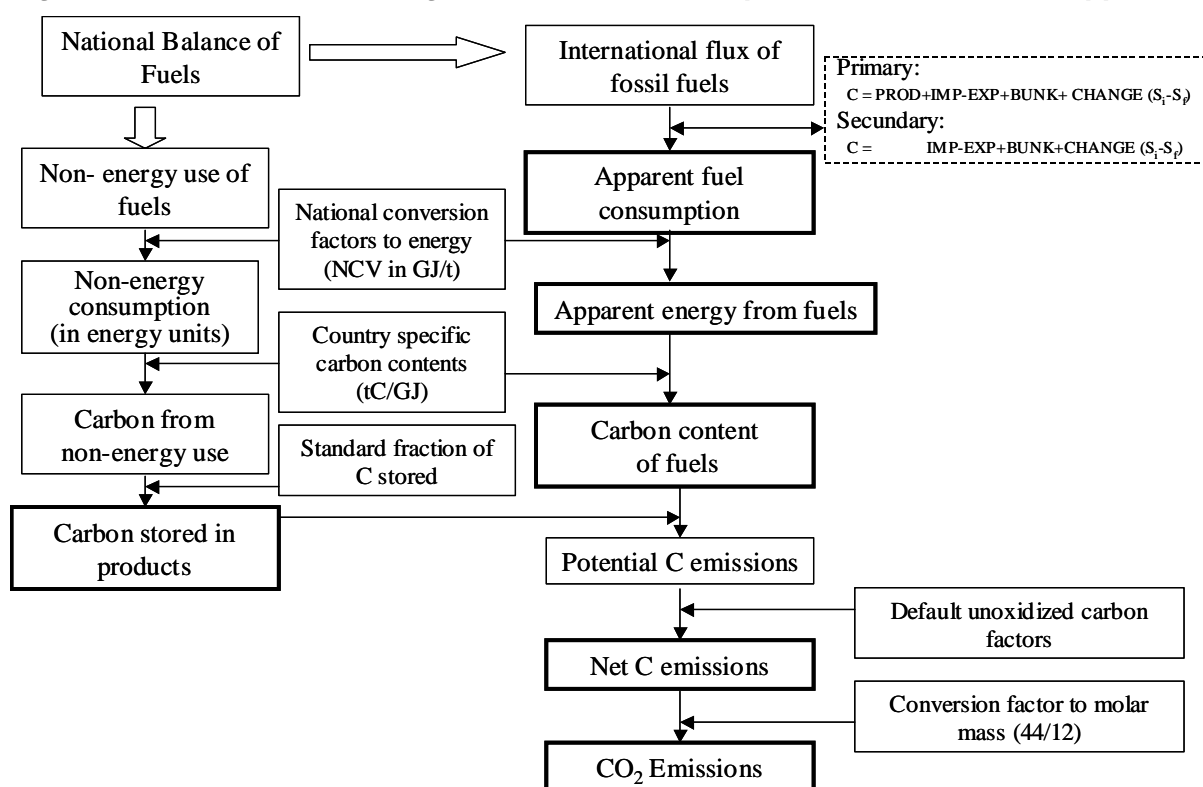 National Balance of
Fuels
International flux of
fossil fuels
Primary:
C = PROD+IMP-EXP+BUNK+ CHANGE (Si-Sf)
Secundary:
C = IMP-EXP+BUNK+CHANGE (Si-Sf)
Non- energy use of
fuels
National conversion
factors to energy
(NCV in GJ/t)
Apparent fuel
consumption
Non-energy
consumption
(in energy units)
Apparent energy from fuels
Country specific
carbon contents
(tC/GJ)
Carbon from
non-energy use
Carbon content
of fuels
Standard fraction of
C stored
Carbon stored in
products
Potential C emissions
Default unoxidized carbon
factors
Net C emissions
Conversion factor to molar
mass (44/12)
CO2 Emissions